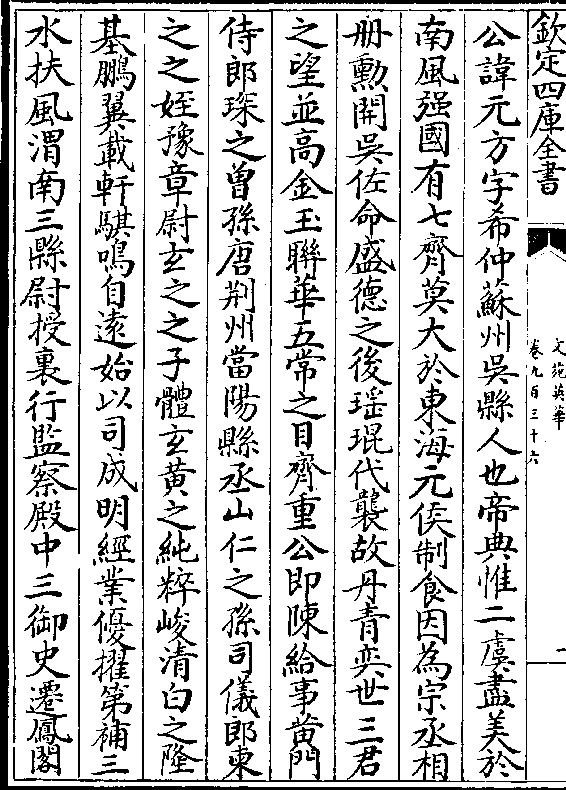 欽定四庫全書
文苑英華
卷九百三十六
一
公諱元方字希仲蘇州吳縣人也帝典惟二虞盡美於
南風强國有七齊莫大於東海元侯制食因為宗丞相
册勲開吳佐命盛徳之後瑶琨代襲故丹青奕世三君
之望並高金玉聯華五常之目齊重公即陳給事黄門
侍郎琛之曾孫唐荆州當陽縣丞山仁之孫司儀郎東
之之姪豫章尉玄之之子體玄黄之純粹峻清白之隆
基鵬翼載軒騏鳴自逺始以司成明經業優擢第補三
水扶風渭南三縣尉授裏行監察殿中三御史遷鳳閣